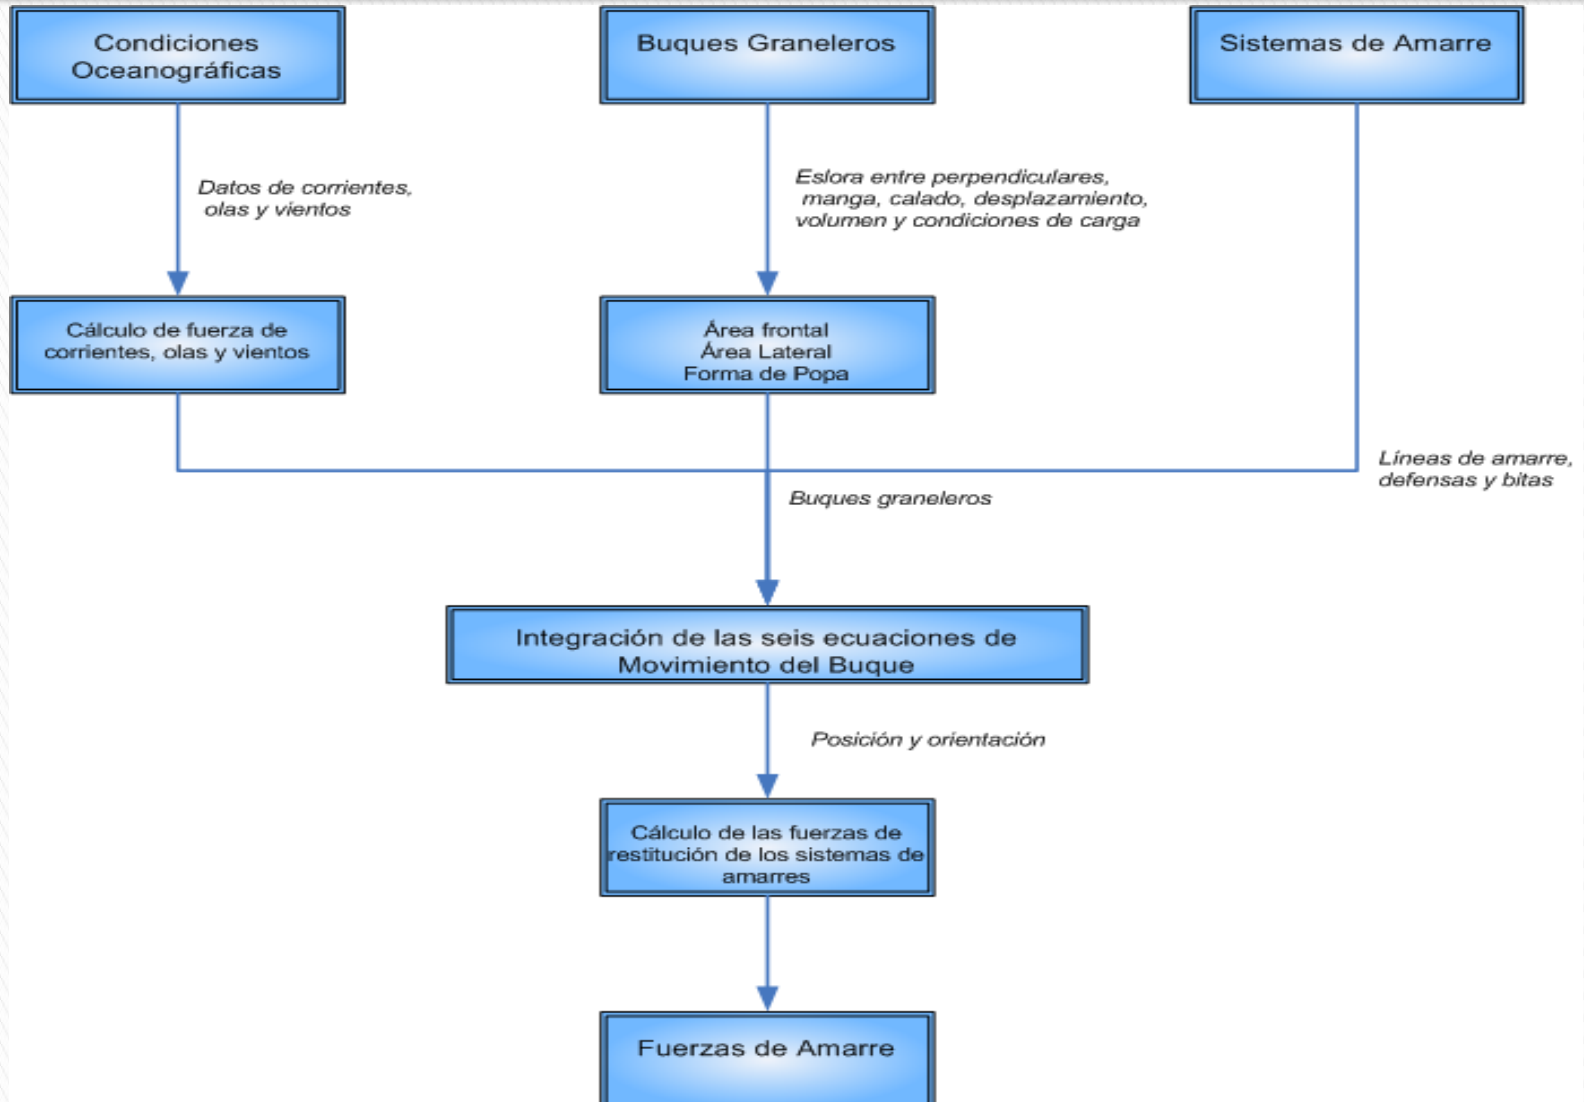 Condiciones
Oceanográficas
Buques Graneleros
Sistemas de Amarre
Datos de corrientes,
olas y vientos
Eslora entre perpendiculares,
manga, calado, desplazamiento,
volumen y condiciones de carga
Cálculo de fuerza de
corrientes, olas y vientos
Área frontal
Área Lateral
Forma de Popa
Líneas de amarre,
defensas y bitas
Buques graneleros
Integración de las seis ecuaciones de
Movimiento del Buque
Posición y orientación
Cálculo de las fuerzas de
restitución de los sistemas de
amarres
Fuerzas de Amarre